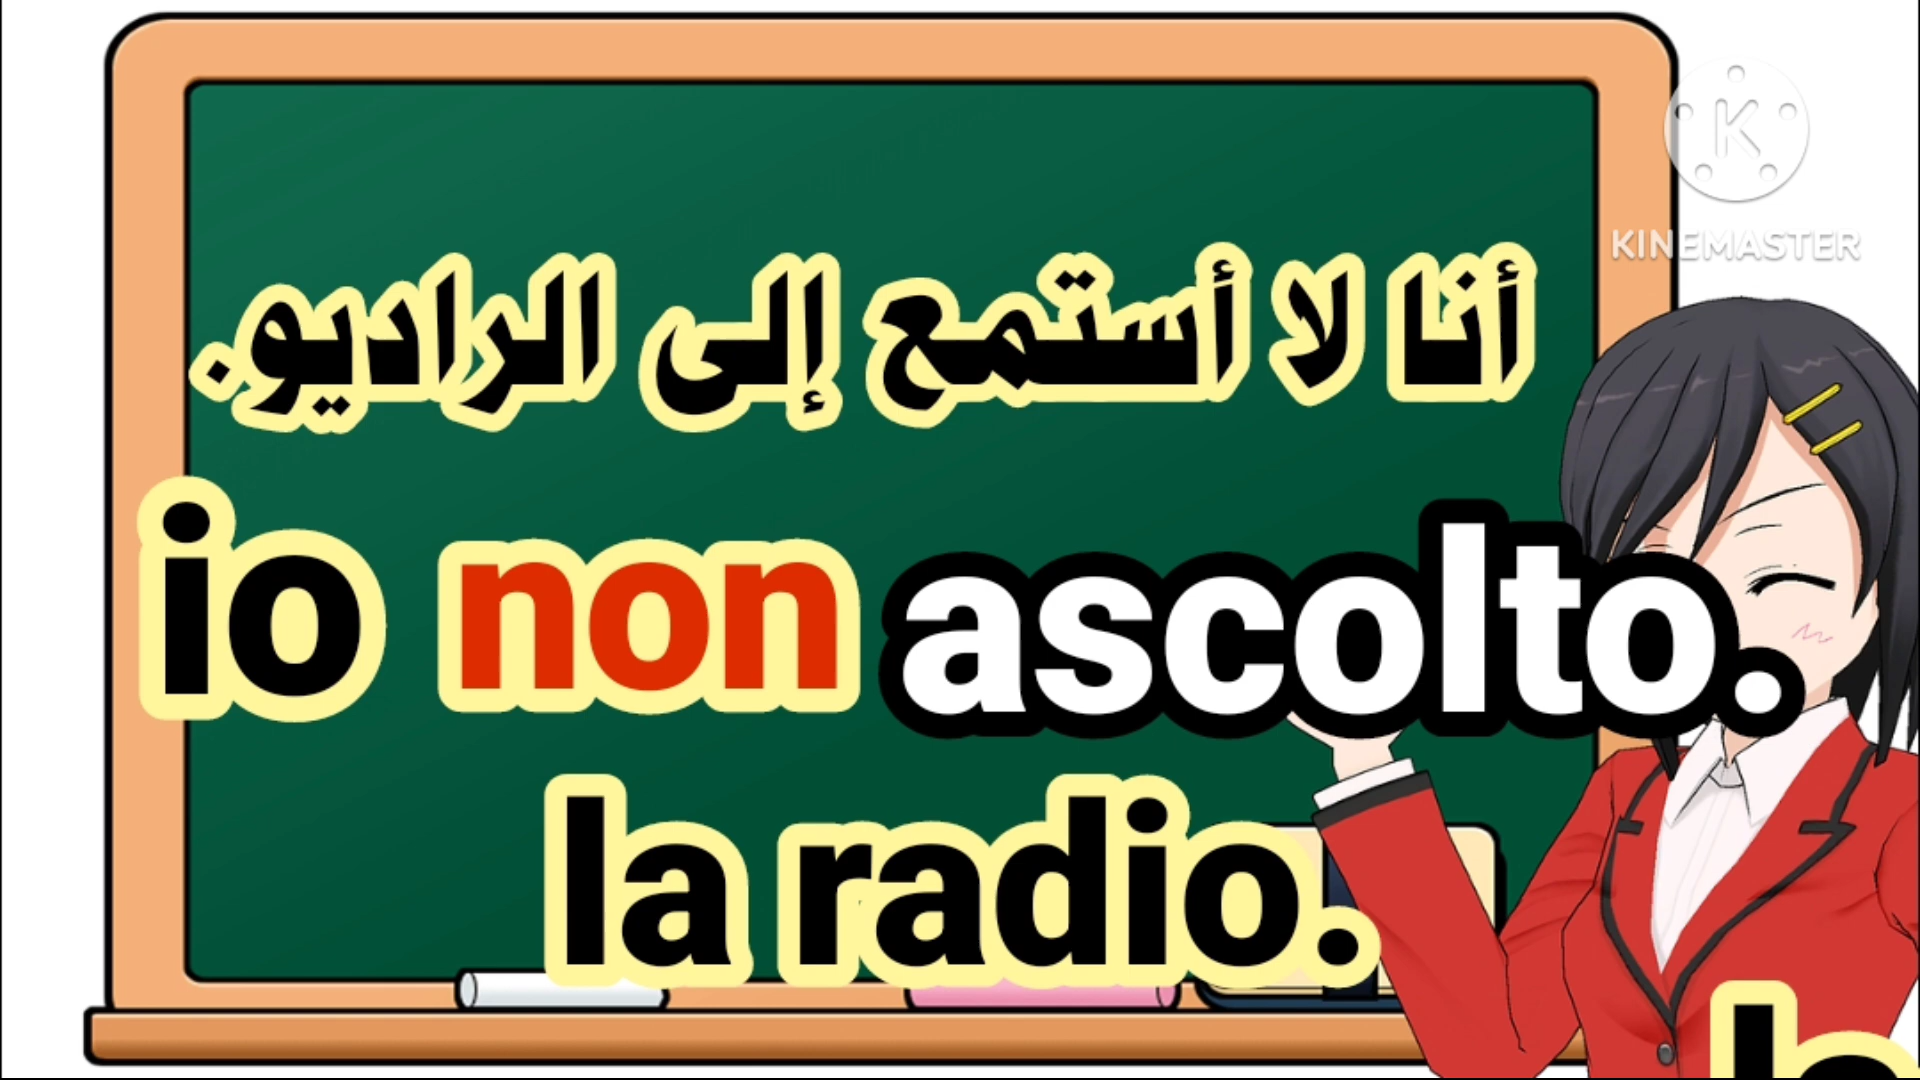 KINEMASTER
أنا لا أستمع إلى الراديو.
io non ascolto.
la radio.